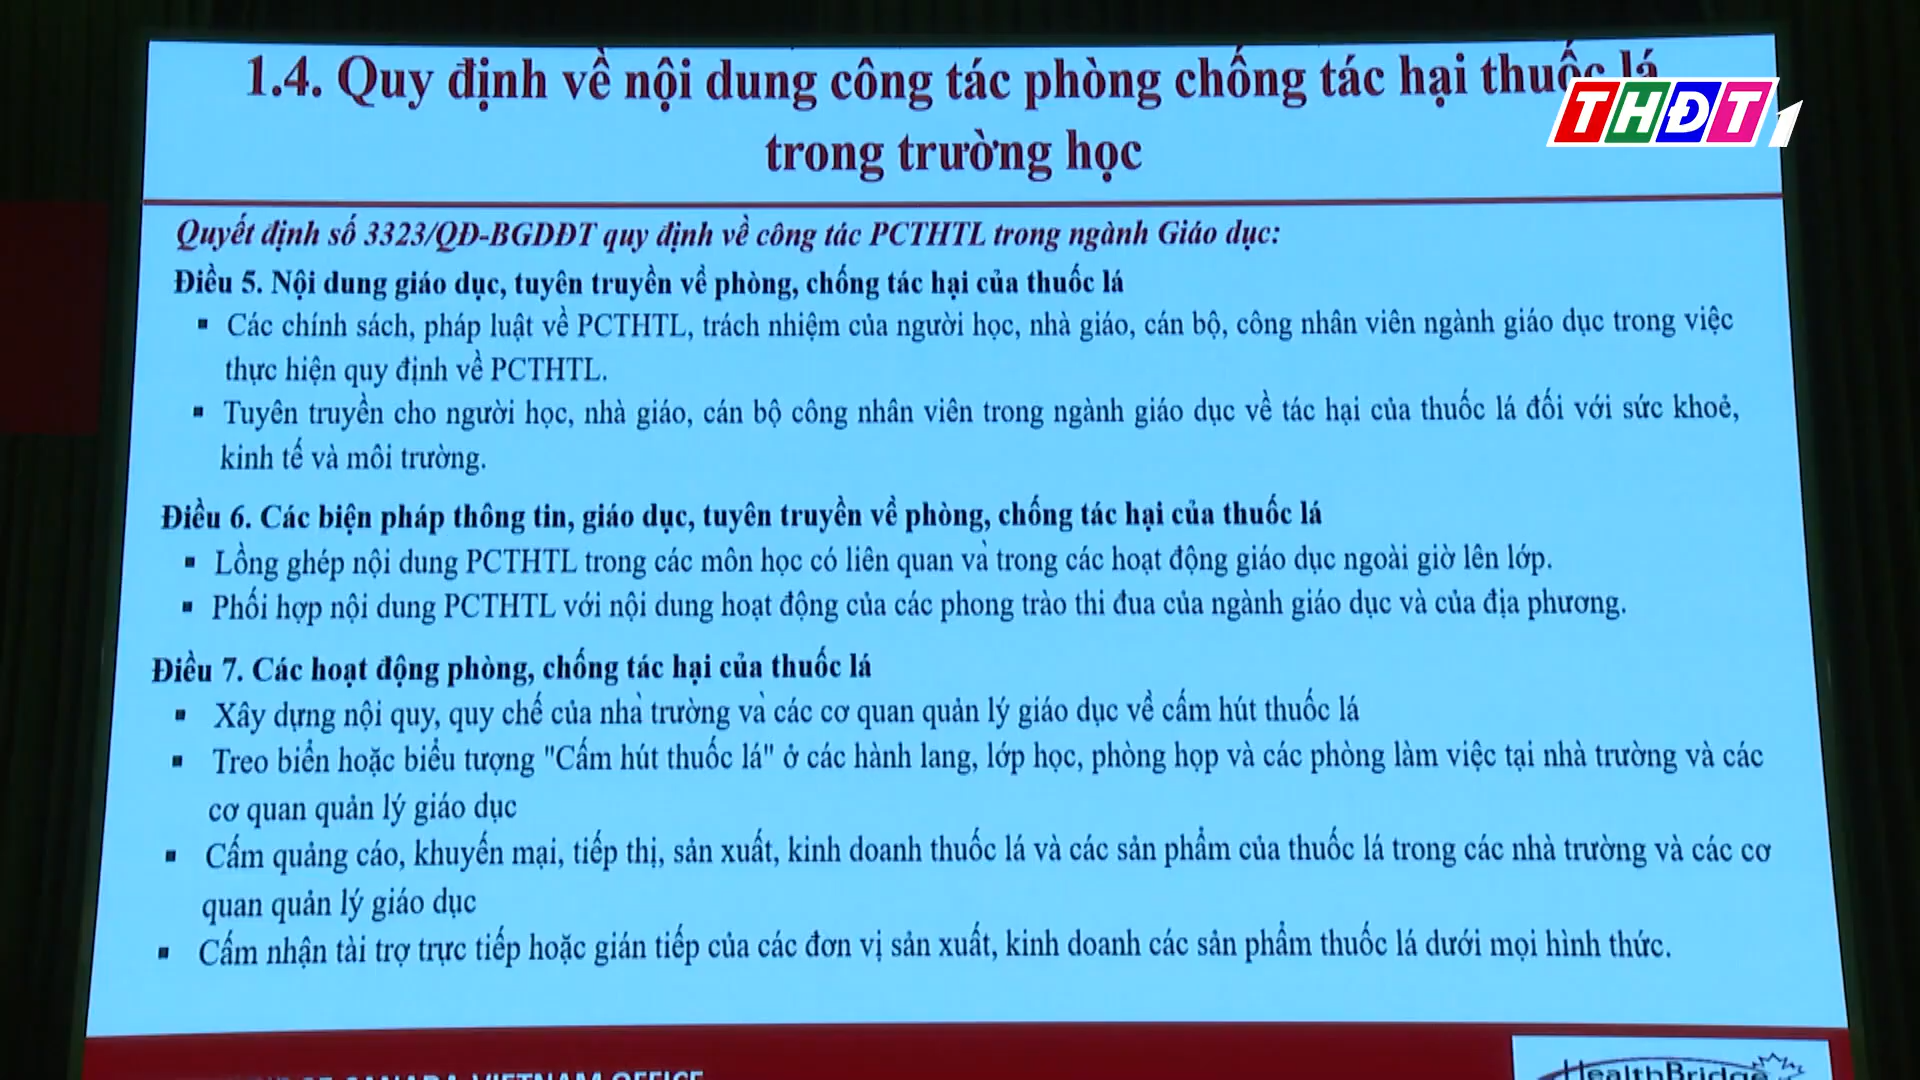 1.4. Quy định về nội dung công tác phòng chống tác hại thuốc lá
THĐT1
trong trường học
Quyết định số 3323/QĐ-BGDĐT quy định về công tác PCTHTL trong ngành Giáo dục:
Điều 5. Nội dung giáo dục, tuyên truyền về phòng, chống tác hại của thuốc lá
▪ Các chính sách, pháp luật về PCTHTL, trách nhiệm của người học, nhà giáo, cán bộ, công nhân viên ngành giáo dục trong việc
thực hiện quy định về PCTHTL.
▪ Tuyên truyền cho người học, nhà giáo, cán bộ công nhân viên trong ngành giáo dục về tác hại của thuốc lá đối với sức khoẻ,
kinh tế và môi trường.
Điều 6. Các biện pháp thông tin, giáo dục, tuyên truyền về phòng, chống tác hại của thuốc lá
▪ Lồng ghép nội dung PCTHTL trong các môn học có liên quan và trong các hoạt động giáo dục ngoài giờ lên lớp.
▪ Phối hợp nội dung PCTHTL với nội dung hoạt động của các phong trào thi đua của ngành giáo dục và của địa phương.
Điều 7. Các hoạt động phòng, chống tác hại của thuốc lá
▪ Xây dựng nội quy, quy chế của nhà trường và các cơ quan quản lý giáo dục về cấm hút thuốc lá
▪ Treo biển hoặc biểu tượng "Cấm hút thuốc lá" ở các hành lang, lớp học, phòng họp và các phòng làm việc tại nhà trường và các
cơ quan quản lý giáo dục
▪ Cấm quảng cáo, khuyến mại, tiếp thị, sản xuất, kinh doanh thuốc lá và các sản phẩm của thuốc lá trong các nhà trường và các cơ
quan quản lý giáo dục
▪ Cấm nhận tài trợ trực tiếp hoặc gián tiếp của các đơn vị sản xuất, kinh doanh các sản phẩm thuốc lá dưới mọi hình thức.
CANADA VIETNAM OFFICE
HealthBridge